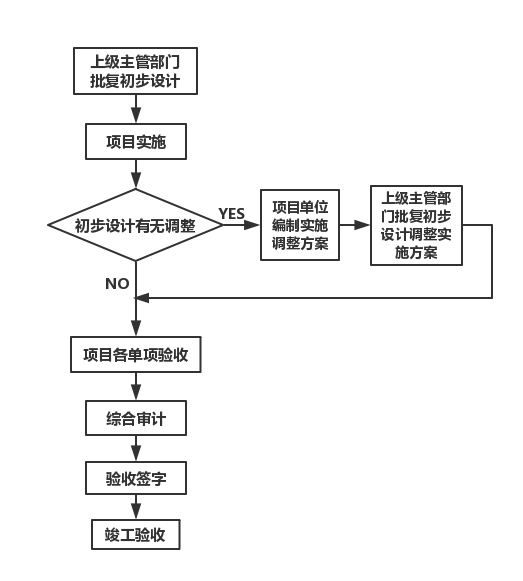 上级主管部门
批复初步设计
项目实施
初步设计有无调整
YES
项目单位
编制实施
调整方案
上级主管部
门批复初步
设计调整实
施方案
NO
项目各单项验收
综合审计
验收签字
竣工验收